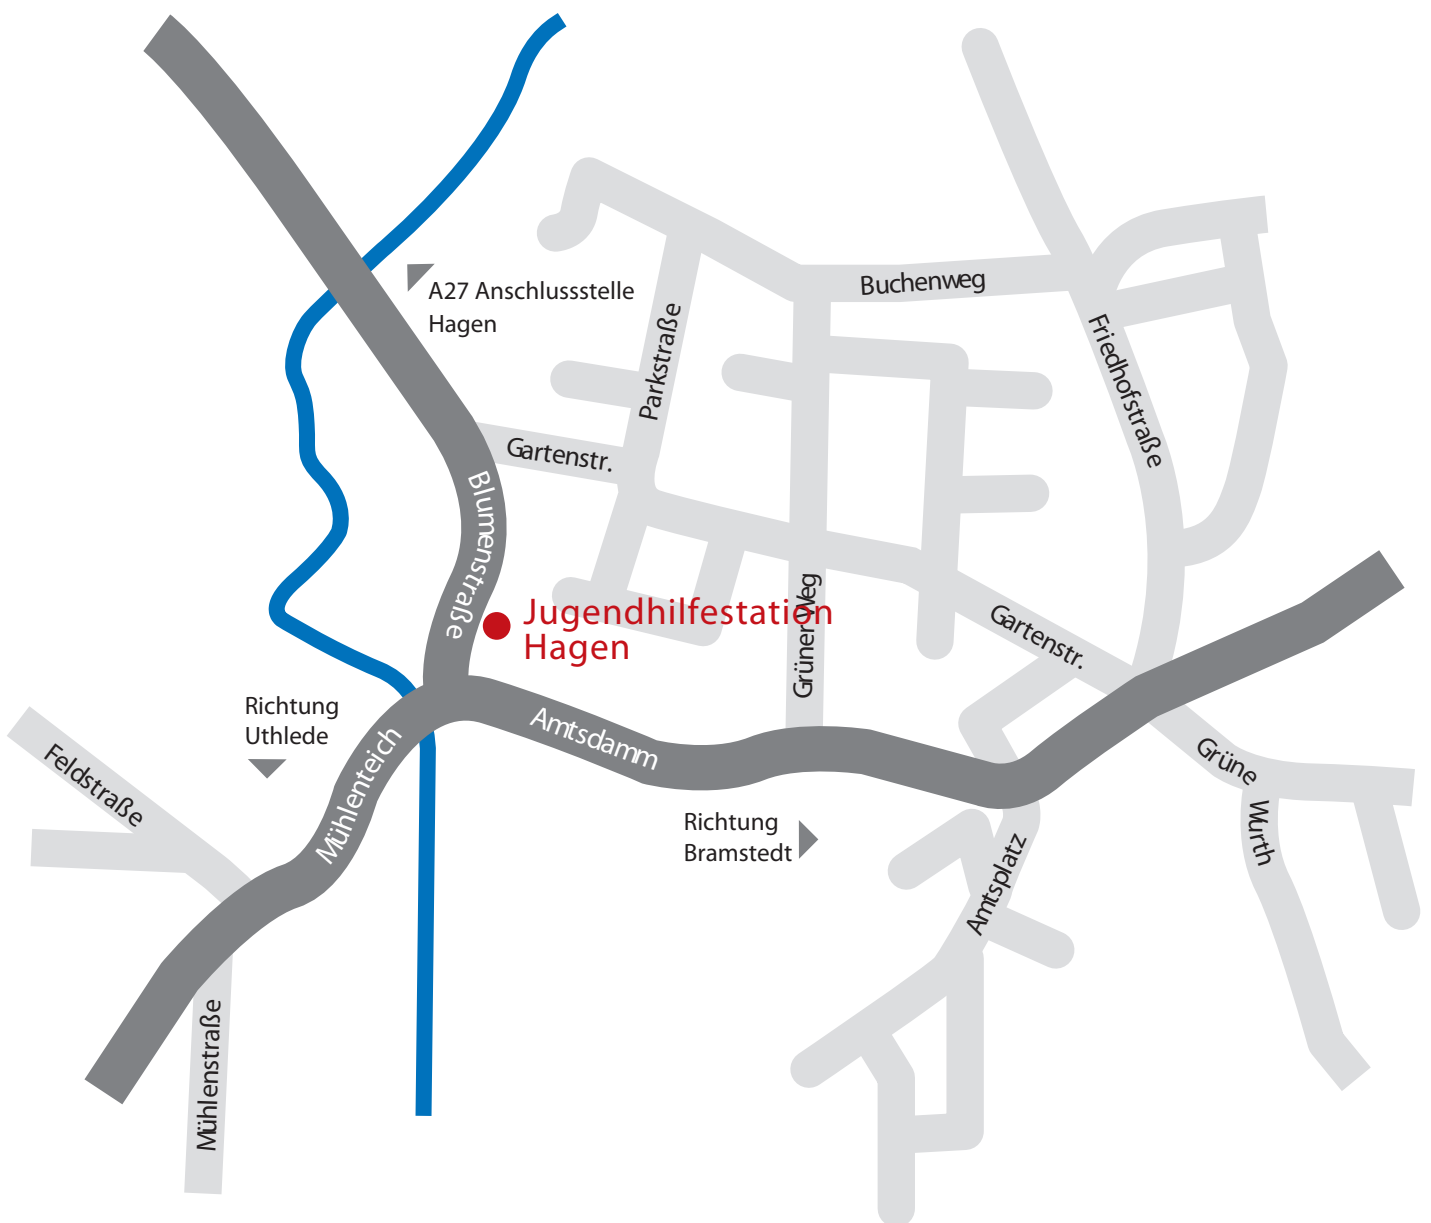 Buchenweg
A27 Anschlussstelle
Hagen
Parkstraße
Friedhofstraße
Gartenstr.
Blumenstraße
Jugendhilfestation
Hagen
Grüner Weg
Gartenstr.
Richtung
Uthlede
Amtsdamm
Mühlenteich
Feldstraße
Grüne
Wurth
Richtung
Bramstedt
Amtsplatz
Mühlenstraße